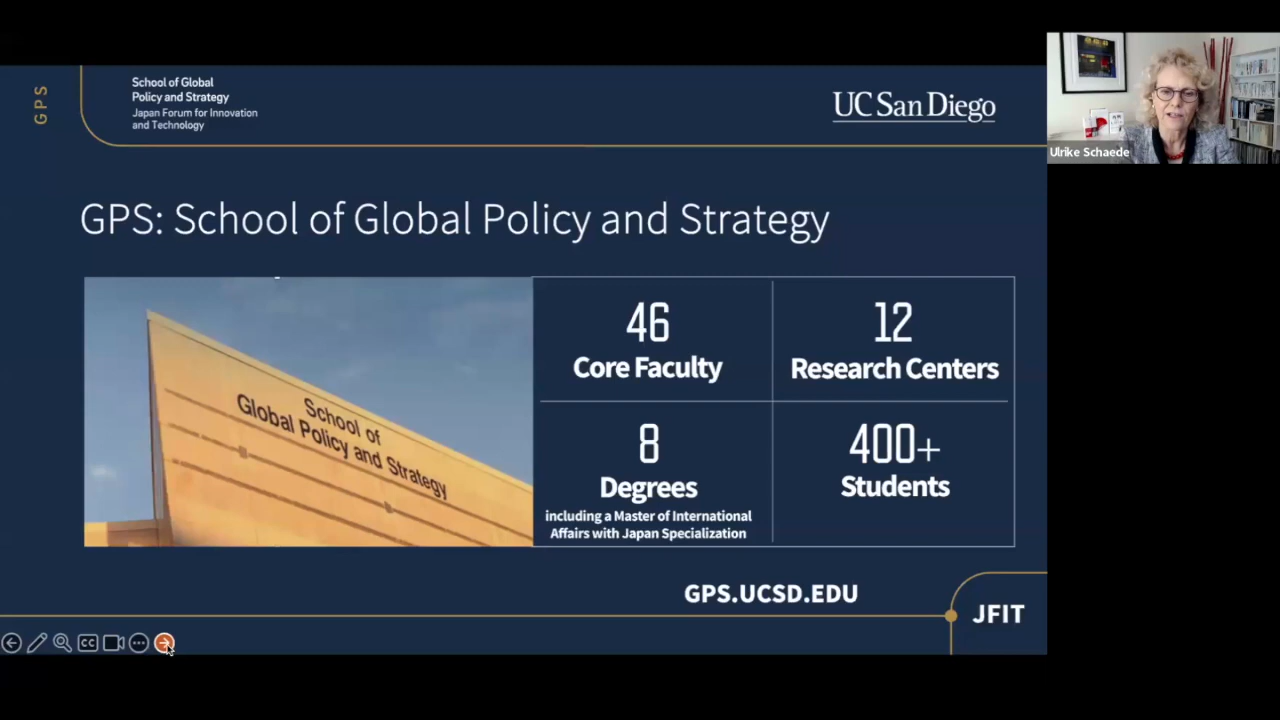 GPS
School of Global
Policy and Strategy
Japan Forum for Innovation
and Technology
UC San Diego
Ulrike Schaede
GPS: School of Global Policy and Strategy
School of
Global Policy and Strategy
46
Core Faculty
12
Research Centers
8
Degrees
including a Master of International
Affairs with Japan Specialization
400+
Students
GPS.UCSD.EDU
JFIT
CC